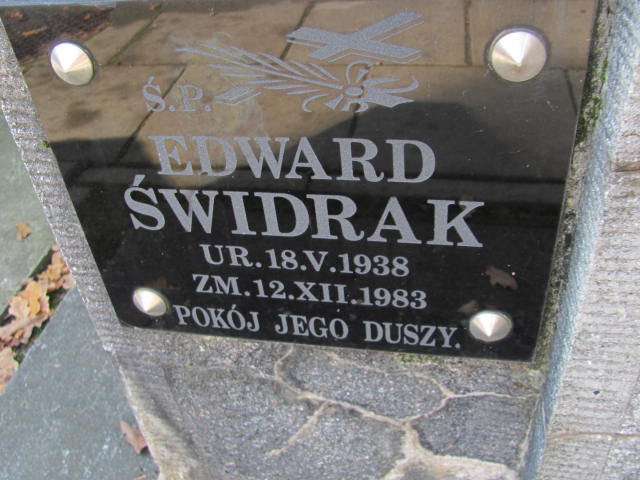 Ś.P.
EDWARD
ŚWIDRAK
UR. 18.V.1938
ZM. 12.XII.1983
POKÓJ JEGO DUSZY.